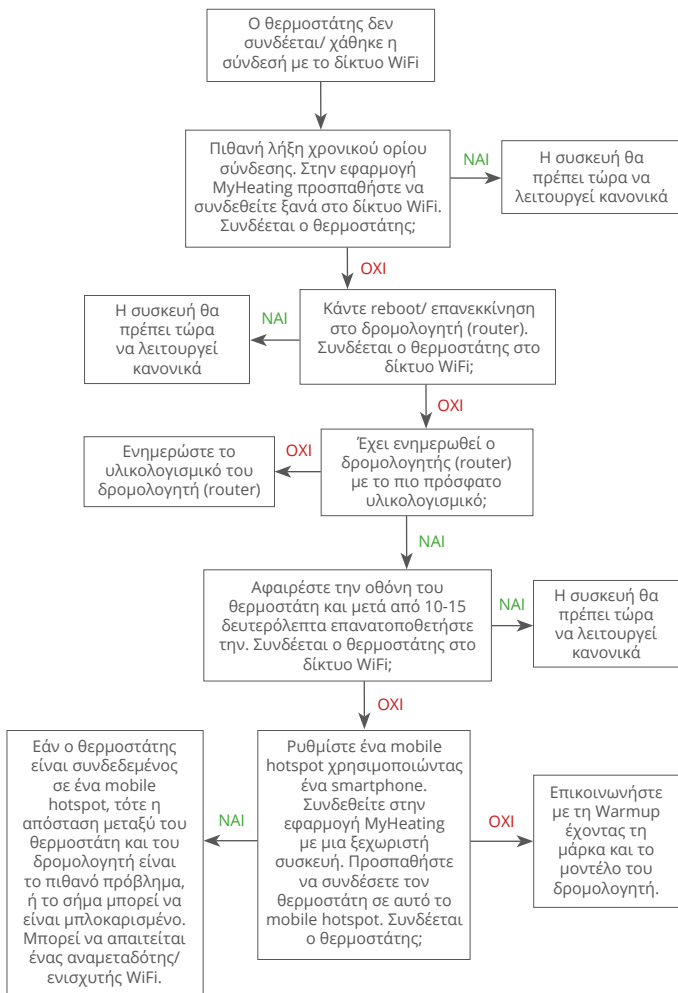 Ο θερμοστάτης δεν
συνδέεται/ χάθηκε η
σύνδεσή με το δίκτυο WiFi
Πιθανή λήξη χρονικού ορίου
σύνδεσης. Στην εφαρμογή
MyHeating προσπαθήστε να
συνδεθείτε ξανά στο δίκτυο WiFi.
Συνδέεται ο θερμοστάτης;
ΝΑΙ
Η συσκευή θα
πρέπει τώρα να
λειτουργεί κανονικά
ΟΧΙ
Κάντε reboot/ επανεκκίνηση
στο δρομολογητή (router).
Συνδέεται ο θερμοστάτης στο
δίκτυο WiFi;
ΝΑΙ
Η συσκευή θα
πρέπει τώρα
να λειτουργεί
κανονικά
ΟΧΙ
Έχει ενημερωθεί ο
δρομολογητής (router)
με το πιο πρόσφατο
υλικολογισμικό;
ΟΧΙ
Ενημερώστε το
υλικολογισμικό του
δρομολογητή (router)
ΝΑΙ
Αφαιρέστε την οθόνη του
θερμοστάτη και μετά από 10-15
δευτερόλεπτα επανατοποθετήστε
την. Συνδέεται ο θερμοστάτης στο
δίκτυο WiFi;
ΝΑΙ
Η συσκευή θα
πρέπει τώρα
να λειτουργεί
κανονικά
ΟΧΙ
Ρυθμίστε ένα mobile
hotspot χρησιμοποιώντας
ένα smartphone.
Συνδεθείτε στην
εφαρμογή MyHeating
με μια ξεχωριστή
συσκευή. Προσπαθήστε
να συνδέσετε τον
θερμοστάτη σε αυτό το
mobile hotspot. Συνδέεται
ο θερμοστάτης;
ΝΑΙ
Εάν ο θερμοστάτης
είναι συνδεδεμένος
σε ένα mobile
hotspot, τότε η
απόσταση μεταξύ του
θερμοστάτη και του
δρομολογητή είναι
το πιθανό πρόβλημα,
ή το σήμα μπορεί να
είναι μπλοκαρισμένο.
Μπορεί να απαιτείται
ένας αναμεταδότης/
ενισχυτής WiFi.
ΟΧΙ
Επικοινωνήστε
με τη Warmup
έχοντας τη
μάρκα και το
μοντέλο του
δρομολογητή.